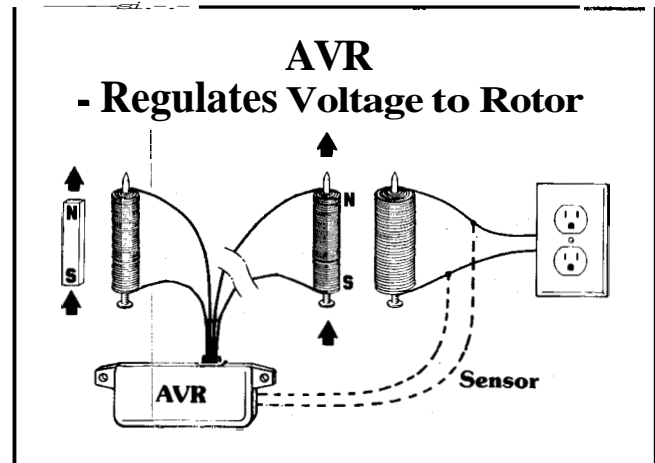 AVR
- Regulates Voltage to Rotor
N
S
N
S
AVR
Sensor